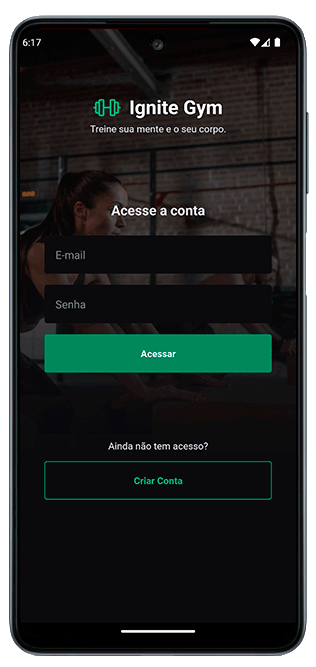 6:17
Ignite Gym
Treine sua mente e o seu corpo.
Acesse a conta
E-mail
Senha
Acessar
Ainda não tem acesso?
Criar Conta